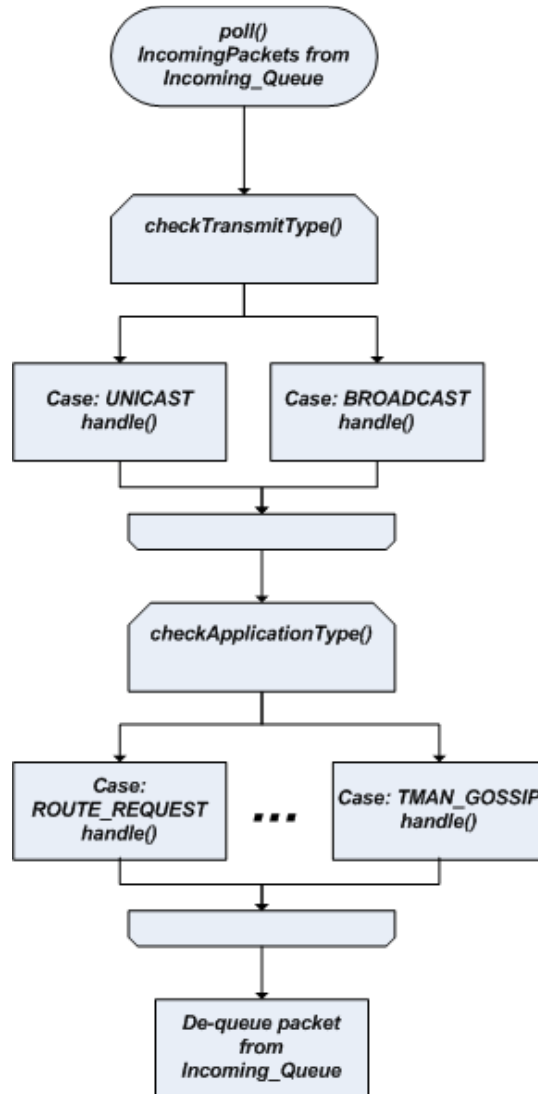 poll()
IncomingPackets from
Incoming_Queue
checkTransmitType()
Case: UNICAST
handle()
Case: BROADCAST
handle()
checkApplicationType()
Case:
ROUTE_REQUEST
handle()
...
Case: TMAN_GOSSIP
handle()
De-queue packet
from
Incoming_Queue